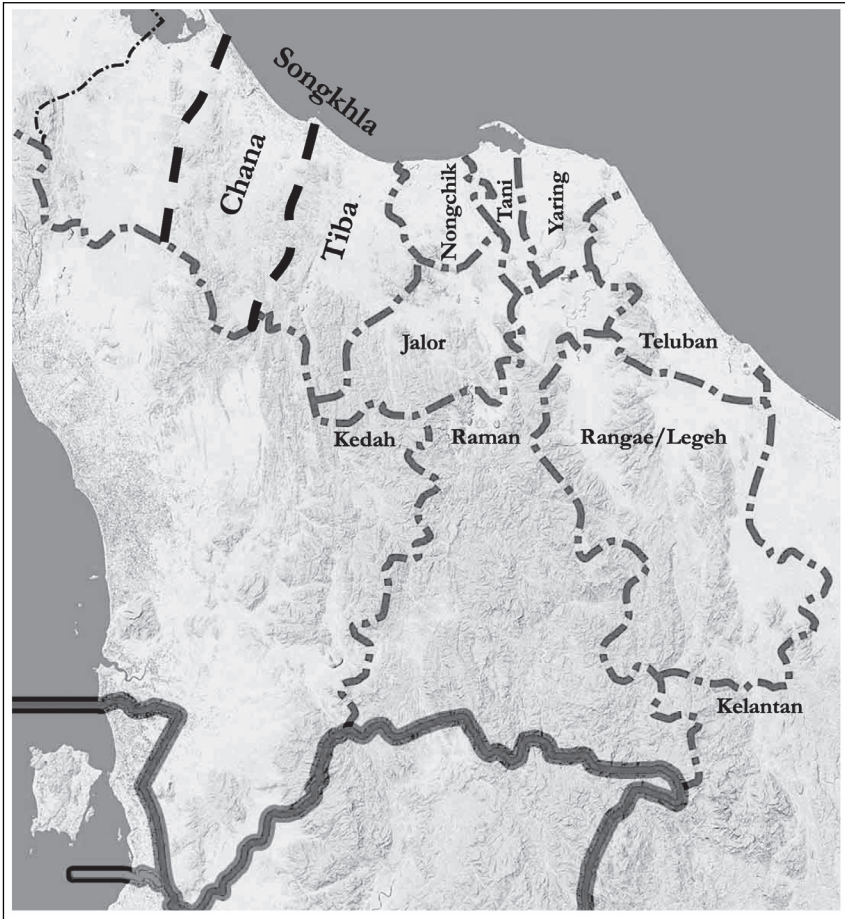 Songkhla
Chana
Tiba
Nongchik
Tani
Yaring
Jalor
Teluban
Kedah
Raman
Rangae/Legeh
Kelantan